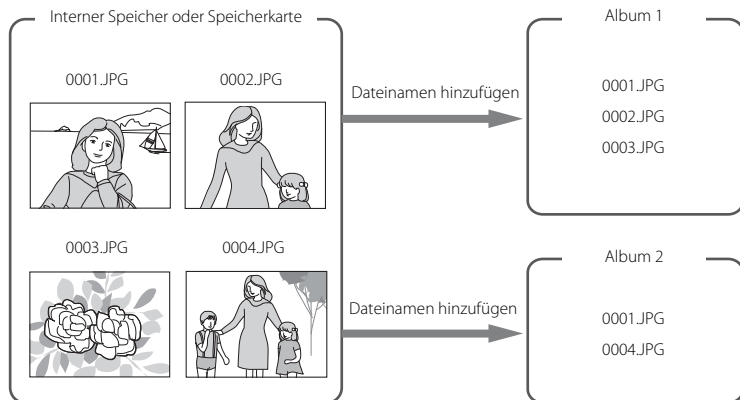 Interner Speicher oder Speicherkarte
0001.JPG
0002.JPG
0003.JPG
0004.JPG
Dateinamen hinzufügen
Album 1
0001.JPG
0002.JPG
0003.JPG
Dateinamen hinzufügen
Album 2
0001.JPG
0004.JPG